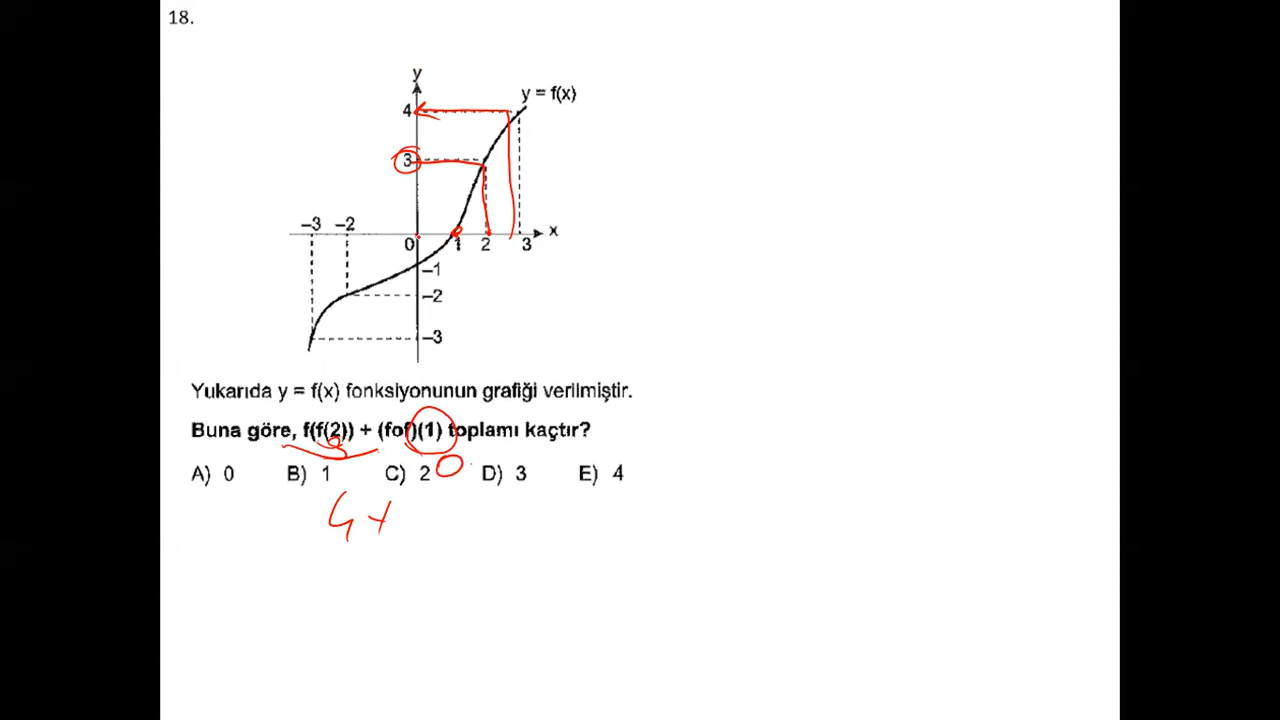 18.
y
y = f(x)
4
3
–3 –2
0 1 2 3 x
–1
–2
–3
Yukarıda y = f(x) fonksiyonunun grafiği verilmiştir.
Buna göre, f(f(2)) + (fof)(1) toplamı kaçtır?
3
0
A) 0 B) 1 C) 2 D) 3 E) 4
4 +